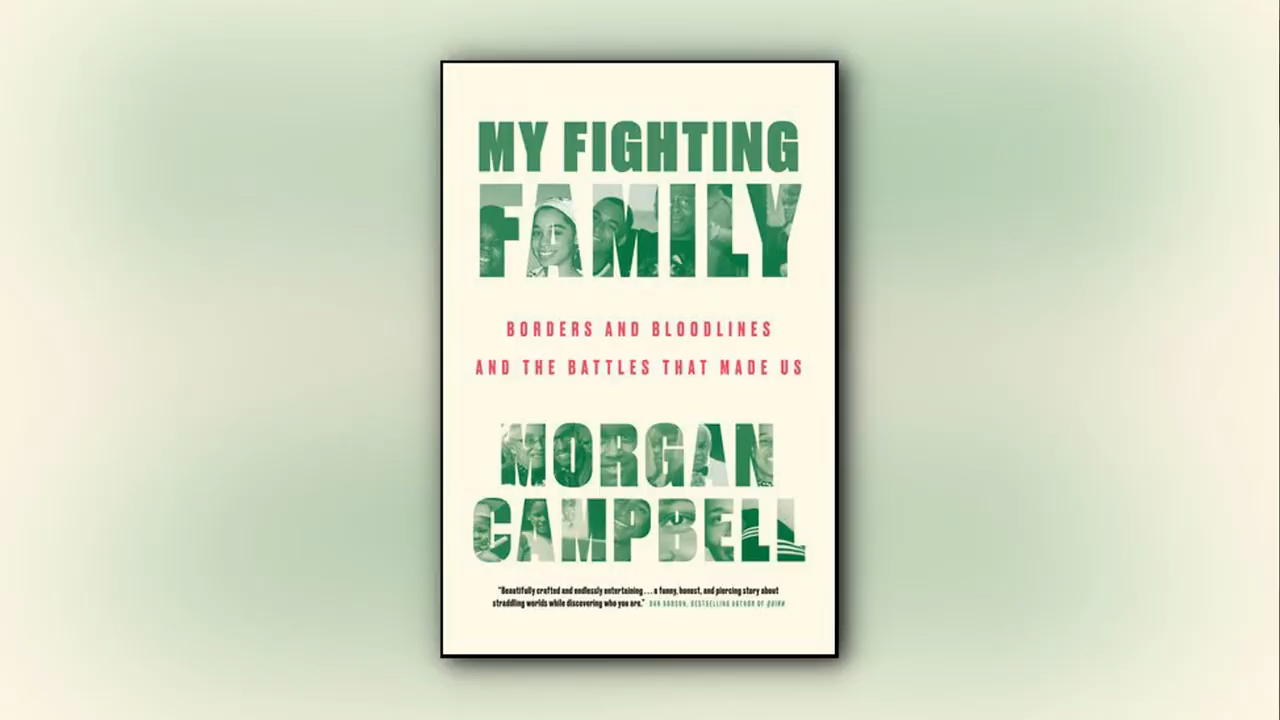 MY FIGHTING
FAMILY
BORDERS AND BLOODLINES
AND THE BATTLES THAT MADE US
MORGAN
CAMPBELL
"Beautifully crafted and endlessly entertaining . . . a funny, honest, and piercing story about
straddling worlds while discovering who you are." DAN ROBSON, BESTSELLING AUTHOR OF QUINN